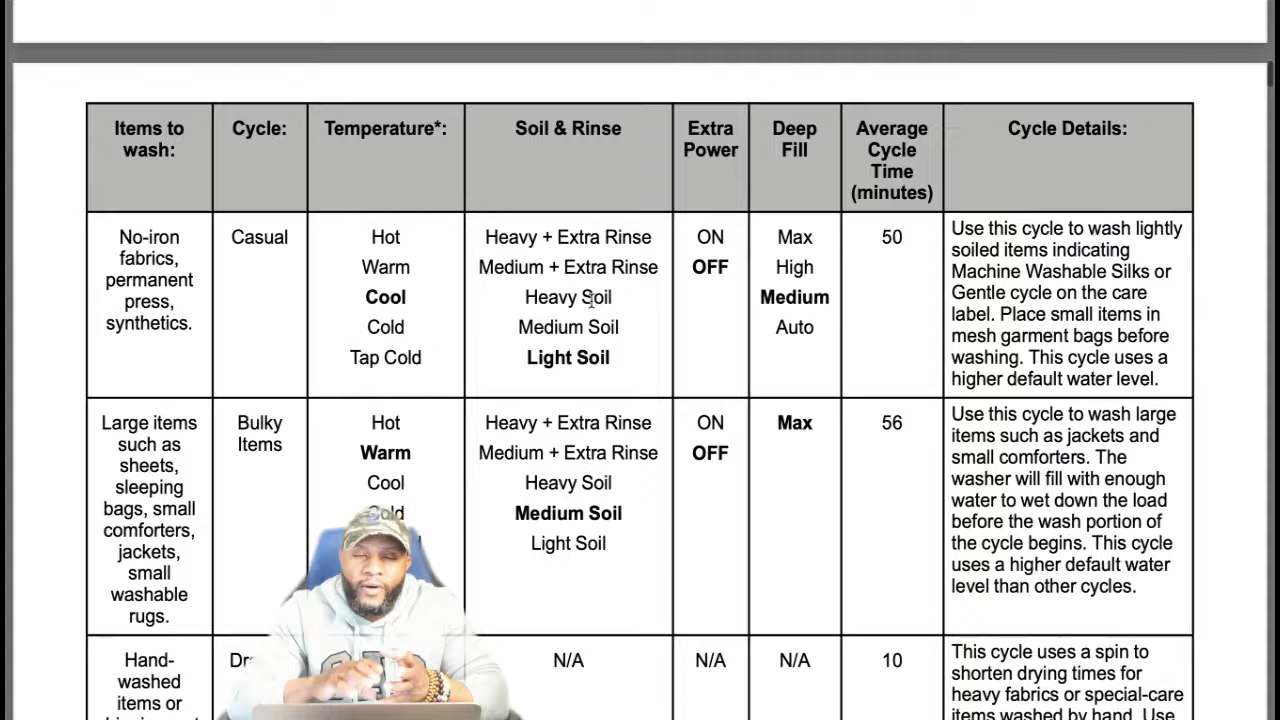 Items to
wash:
Cycle:
Temperature*:
Soil & Rinse
Extra
Power
Deep
Fill
Average
Cycle
Time
(minutes)
Cycle Details:
No-iron
fabrics,
permanent
press,
synthetics.
Casual
Hot
Warm
Cool
Cold
Tap Cold
Heavy + Extra Rinse
Medium + Extra Rinse
Heavy Soil
Medium Soil
Light Soil
ON
OFF
Max
High
Medium
Auto
50
Use this cycle to wash lightly
soiled items indicating
Machine Washable Silks or
Gentle cycle on the care
label. Place small items in
mesh garment bags before
washing. This cycle uses a
higher default water level.
Large items
such as
sheets,
sleeping
bags, small
comforters,
jackets,
small
washable
rugs.
Bulky
Items
Hot
Warm
Cool
Cold
Heavy + Extra Rinse
Medium + Extra Rinse
Heavy Soil
Medium Soil
Light Soil
ON
OFF
Max
56
Use this cycle to wash large
items such as jackets and
small comforters. The
washer will fill with enough
water to wet down the load
before the wash portion of
the cycle begins. This cycle
uses a higher default water
level than other cycles.
Hand-
washed
items or
N/A
N/A
N/A
10
This cycle uses a spin to
shorten drying times for
heavy fabrics or special-care
items washed by hand. Use